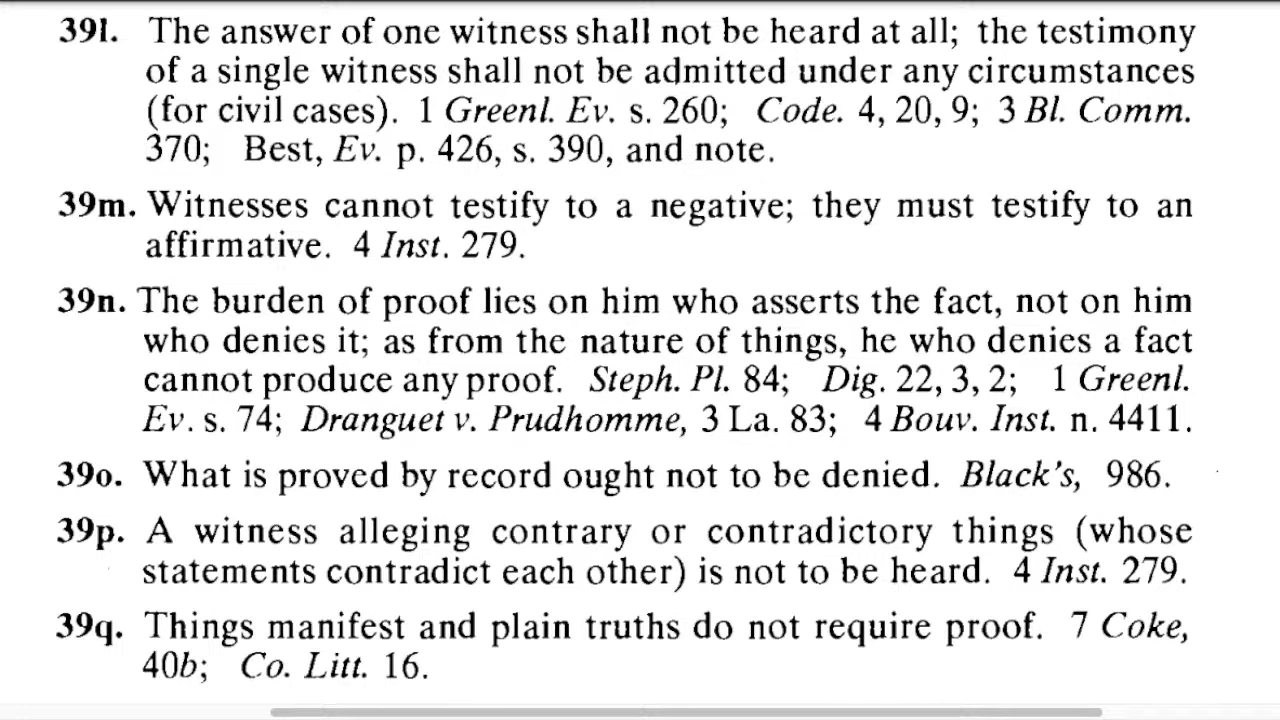 39l. The answer of one witness shall not be heard at all; the testimony
of a single witness shall not be admitted under any circumstances
(for civil cases). 1 Greenl. Ev. s. 260; Code. 4, 20, 9; 3 Bl. Comm.
370; Best, Ev. p. 426, s. 390, and note.
39m. Witnesses cannot testify to a negative; they must testify to an
affirmative. 4 Inst. 279.
39n. The burden of proof lies on him who asserts the fact, not on him
who denies it; as from the nature of things, he who denies a fact
cannot produce any proof. Steph. Pl. 84; Dig. 22, 3, 2; 1 Greenl.
Ev. s. 74; Dranguet v. Prudhomme, 3 La. 83; 4 Bouv. Inst. n. 4411.
39o. What is proved by record ought not to be denied. Black's, 986.
39p. A witness alleging contrary or contradictory things (whose
statements contradict each other) is not to be heard. 4 Inst. 279.
39q. Things manifest and plain truths do not require proof. 7 Coke,
40b; Co. Litt. 16.